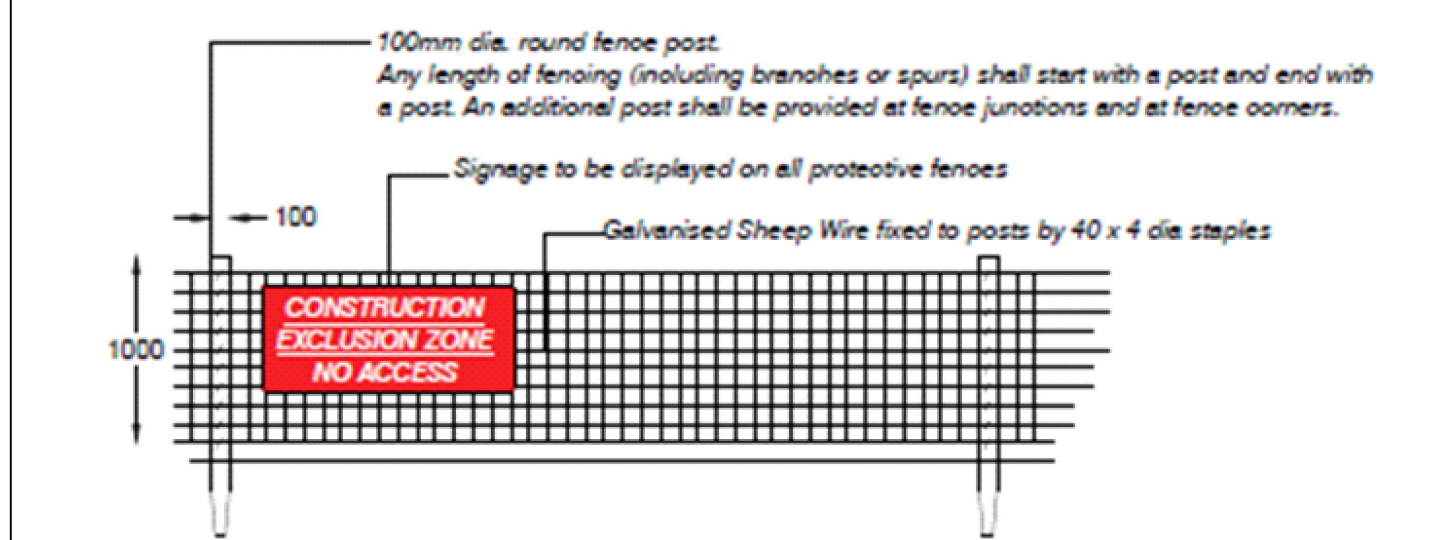 100mm dia. round fence post.
Any length of fencing (including branches or spurs) shall start with a post and end with
a post. An additional post shall be provided at fence junctions and at fence corners.
Signage to be displayed on all protective fences
100
Galvanised Sheep Wire fixed to posts by 40 x 4 dia staples
CONSTRUCTION
EXCLUSION ZONE
NO ACCESS
1000